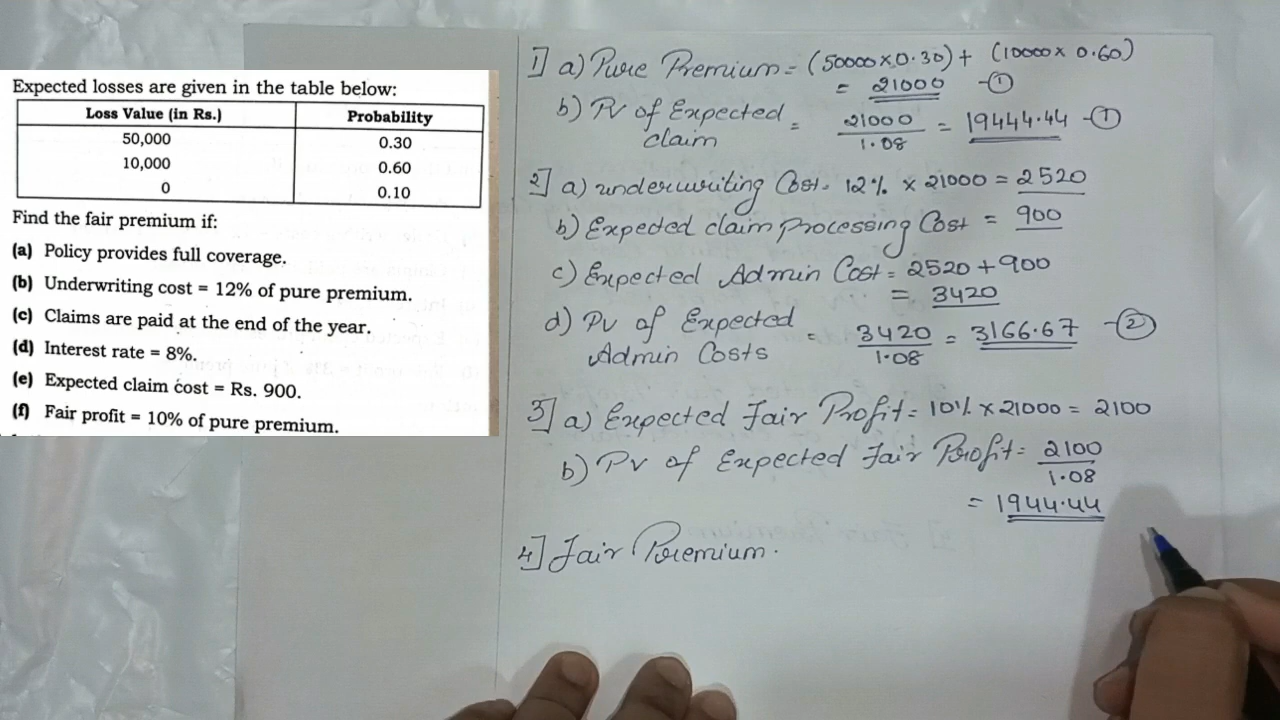 Expected losses are given in the table below:
Loss Value (in Rs.) Probability
50,000 0.30
10,000 0.60
0 0.10
Find the fair premium if:
(a) Policy provides full coverage.
(b) Underwriting cost = 12% of pure premium.
(c) Claims are paid at the end of the year.
(d) Interest rate = 8%.
(e) Expected claim cost = Rs. 900.
(f) Fair profit = 10% of pure premium.
1] a) Pure Premium = (50000 x 0.30) + (10000 x 0.60)
= 21000 - ①
b) PV of Expected claim = 21000 / 1.08 = 19444.44 - ①
2] a) underwriting Cost = 12% x 21000 = 2520
b) Expected claim processing Cost = 900
c) Expected Admin Cost = 2520 + 900
= 3420
d) PV of Expected Admin Costs = 3420 / 1.08 = 3166.67 - ②
3] a) Expected Fair Profit = 10% x 21000 = 2100
b) PV of Expected Fair Profit = 2100 / 1.08
= 1944.44
4] Fair Premium.